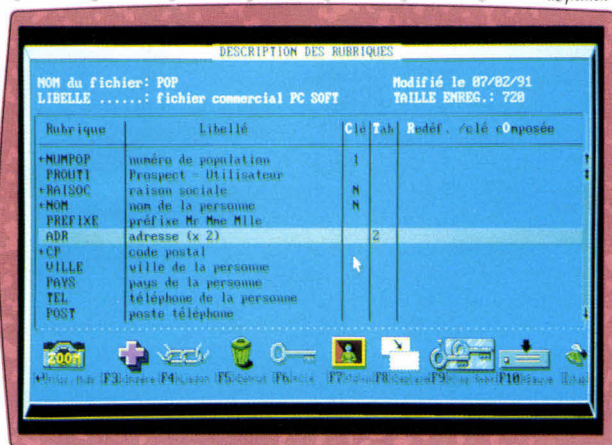 DESCRIPTION DES RUBRIQUES
NOM du fichier: POP Modifié le 07/02/91
LIBELLE ......: fichier commercial PC SOFT TAILLE ENREG.: 720
Rubrique Libellé Clé Tab Redéf. /clé cOmposée
+NUMPOP numéro de population 1
PROUTI Prospect - Utilisateur
+RAISOC raison sociale N
+NOM nom de la personne N
PREFIXE préfixe Mr Mme Mlle
ADR adresse (x 2) 2
+CP code postal
VILLE ville de la personne
PAYS pays de la personne
TEL téléphone de la personne
POST poste téléphone
ZOOM
F3 F4 F5 F6 F7 F8 F9 F10